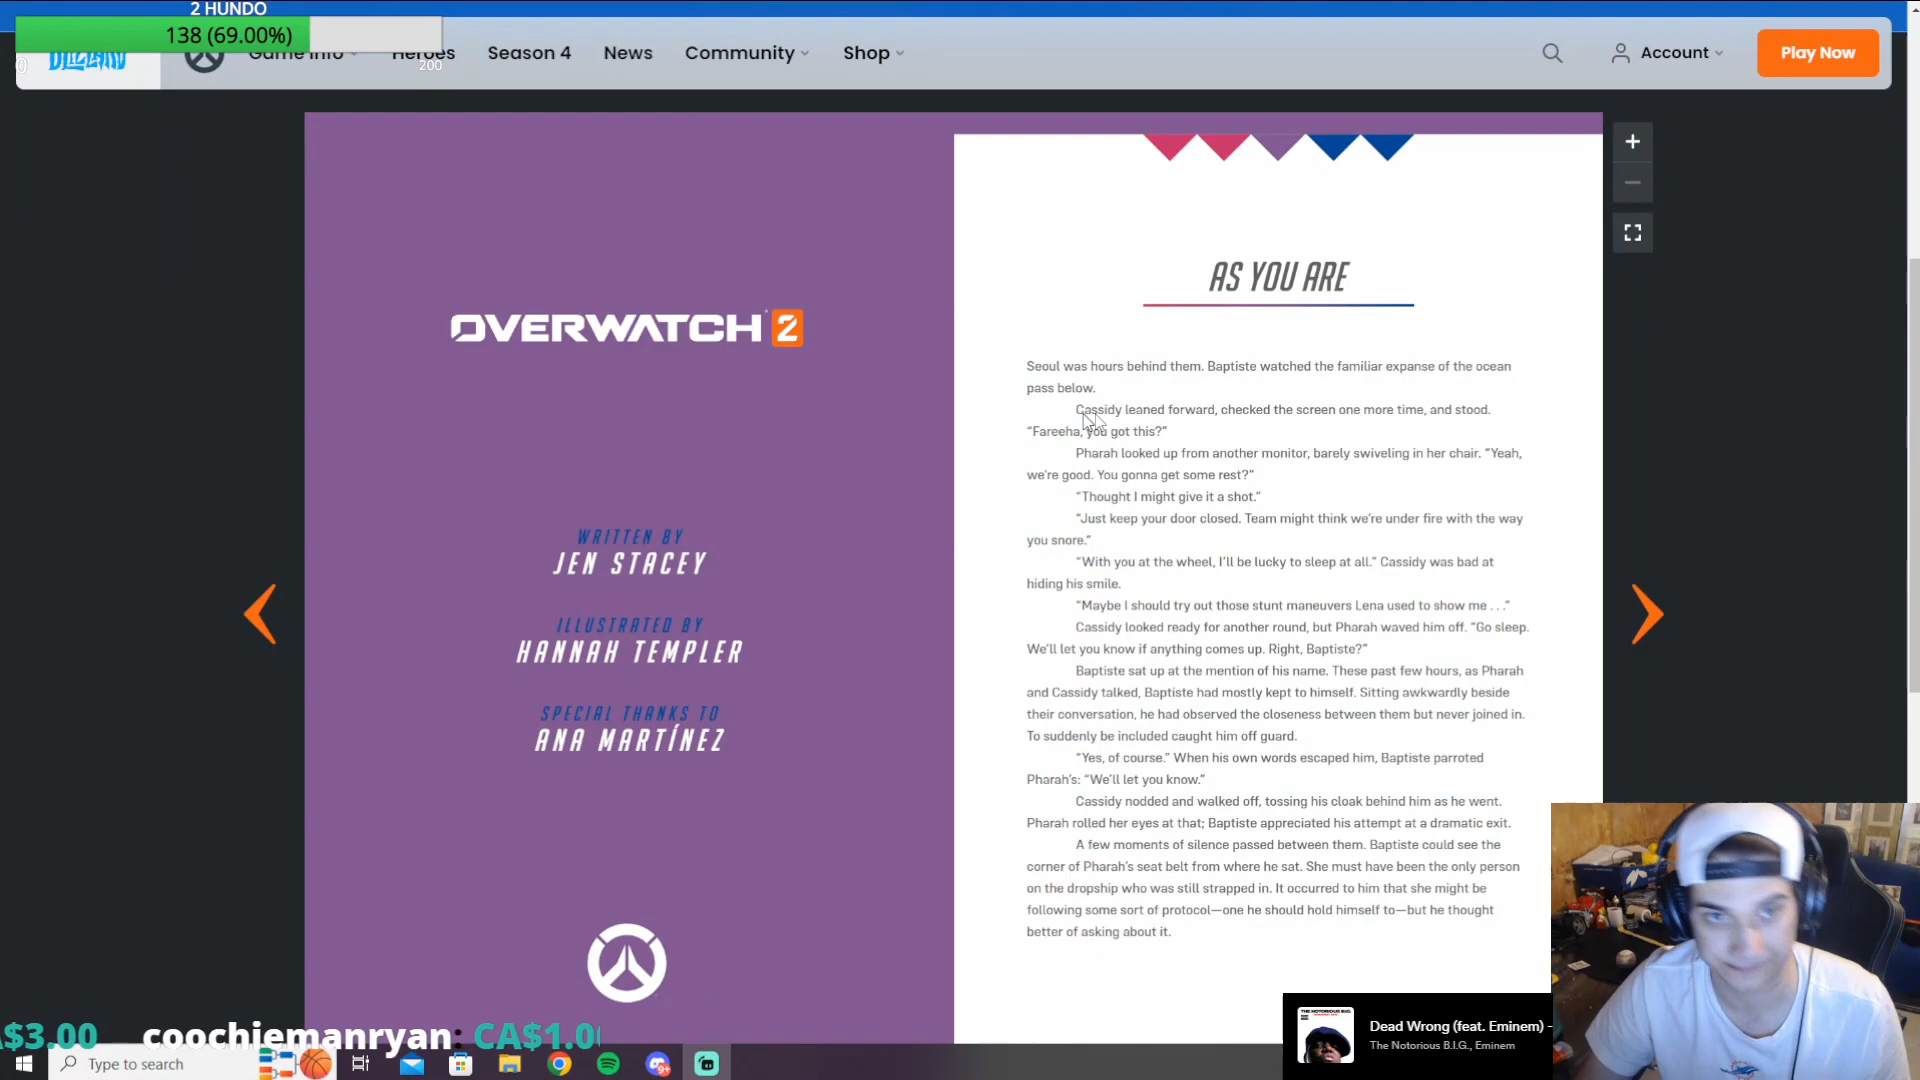 2 HUNDO
138 (69.00%)
0
200
BLIZZARD
Game Info
Heroes
Season 4
News
Community
Shop
Account
Play Now
OVERWATCH 2
WRITTEN BY
JEN STACEY
ILLUSTRATED BY
HANNAH TEMPLER
SPECIAL THANKS TO
ANA MARTÍNEZ
AS YOU ARE
Seoul was hours behind them. Baptiste watched the familiar expanse of the ocean
pass below.
Cassidy leaned forward, checked the screen one more time, and stood.
“Fareeha, you got this?”
Pharah looked up from another monitor, barely swiveling in her chair. “Yeah,
we’re good. You gonna get some rest?”
“Thought I might give it a shot.”
“Just keep your door closed. Team might think we’re under fire with the way
you snore.”
“With you at the wheel, I’ll be lucky to sleep at all.” Cassidy was bad at
hiding his smile.
“Maybe I should try out those stunt maneuvers Lena used to show me . . .”
Cassidy looked ready for another round, but Pharah waved him off. “Go sleep.
We’ll let you know if anything comes up. Right, Baptiste?”
Baptiste sat up at the mention of his name. These past few hours, as Pharah
and Cassidy talked, Baptiste had mostly kept to himself. Sitting awkwardly beside
their conversation, he had observed the closeness between them but never joined in.
To suddenly be included caught him off guard.
“Yes, of course.” When his own words escaped him, Baptiste parroted
Pharah’s: “We’ll let you know.”
Cassidy nodded and walked off, tossing his cloak behind him as he went.
Pharah rolled her eyes at that; Baptiste appreciated his attempt at a dramatic exit.
A few moments of silence passed between them. Baptiste could see the
corner of Pharah’s seat belt from where he sat. She must have been the only person
on the dropship who was still strapped in. It occurred to him that she might be
following some sort of protocol—one he should hold himself to—but he thought
better of asking about it.
A$3.00 coochiemanryan: CA$1.0
Type to search
9+
Dead Wrong (feat. Eminem) -
The Notorious B.I.G., Eminem